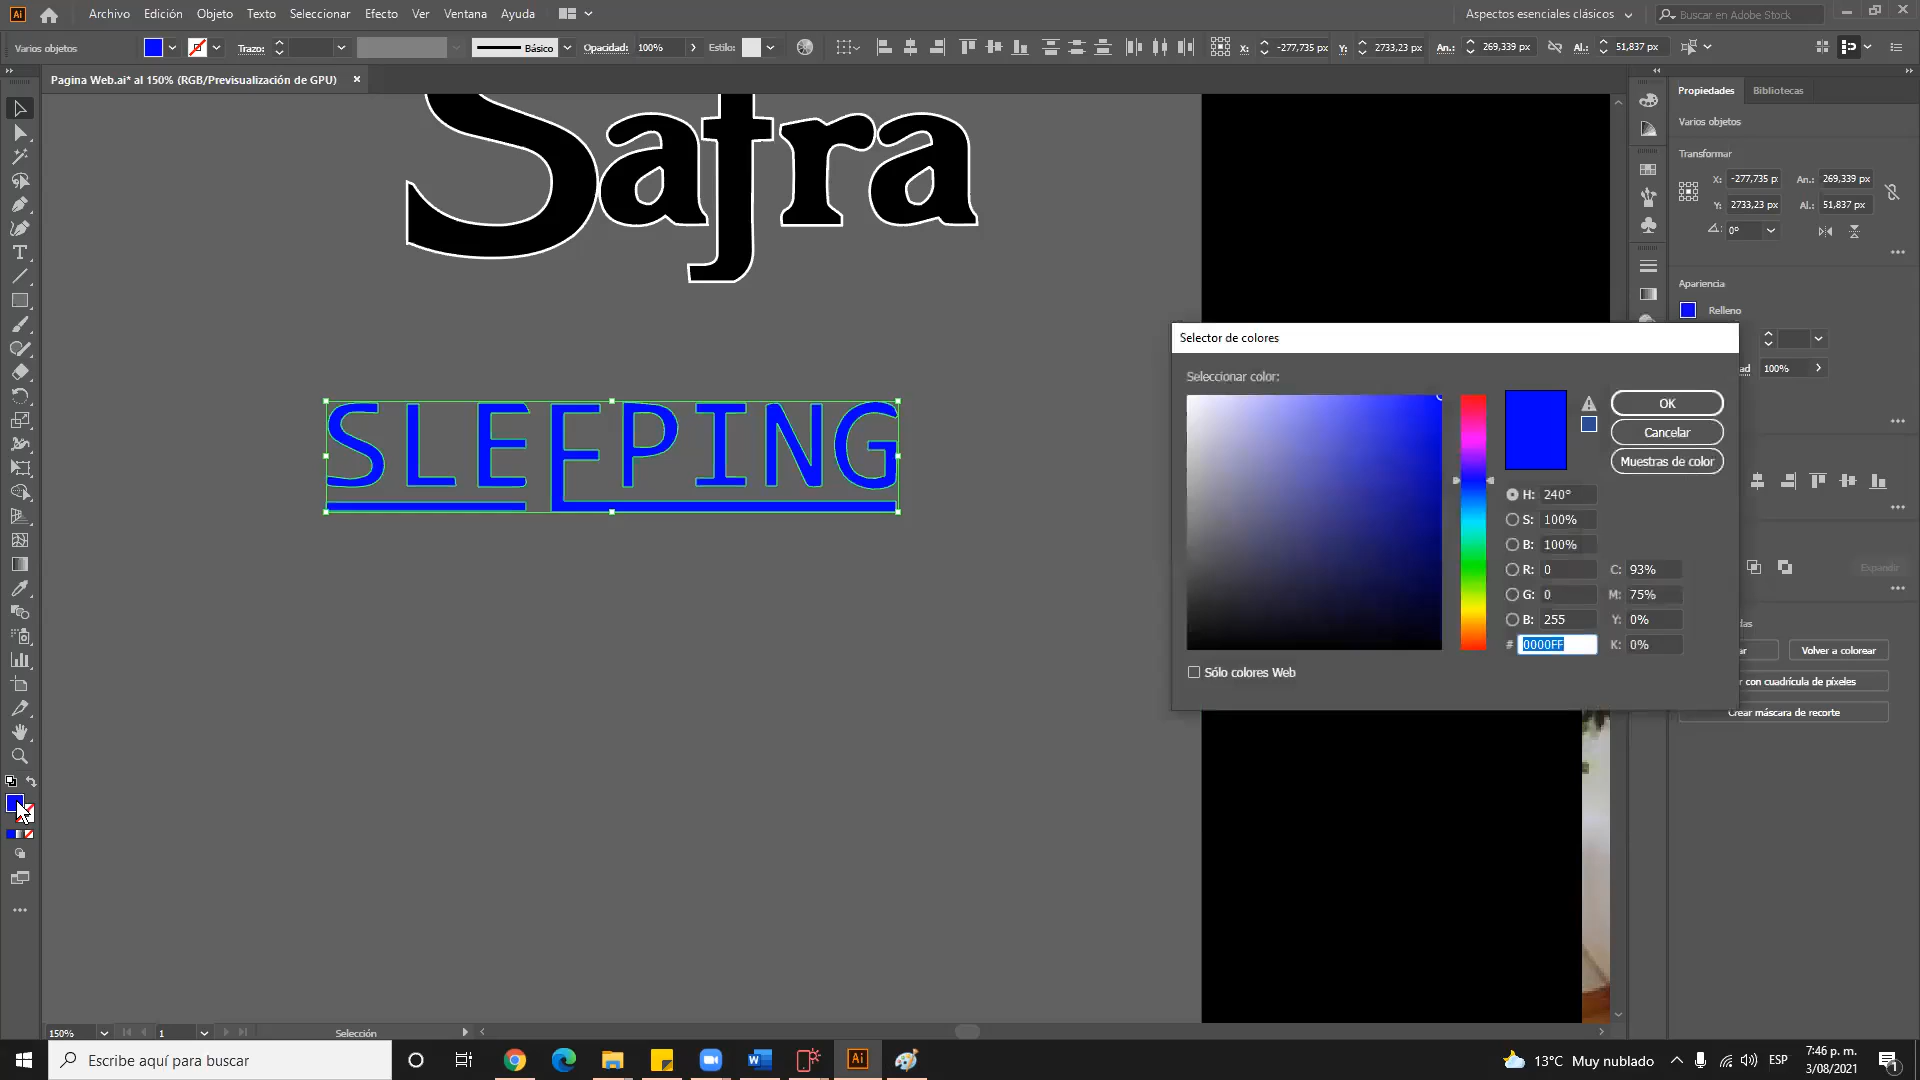 Archivo Edición Objeto Texto Seleccionar Efecto Ver Ventana Ayuda
Aspectos esenciales clásicos
Buscar en Adobe Stock
Varios objetos
Trazo:
Básico
Opacidad: 100%
Estilo:
X: -277,735 px
Y: 2733,23 px
An.: 269,339 px
Al.: 51,837 px
Pagina Web.ai* al 150% (RGB/Previsualización de GPU)
Propiedades Bibliotecas
Varios objetos
Transformar
X: -277,735 p
An.: 269,339 px
Y: 2733,23 px
Al.: 51,837 px
0°
Apariencia
Relleno
100%
Safra
SLEEPING
Selector de colores
Seleccionar color:
OK
Cancelar
Muestras de color
H: 240°
S: 100%
B: 100%
R: 0
C: 93%
G: 0
M: 75%
B: 255
Y: 0%
# 0000FF
K: 0%
Sólo colores Web
Expandir
das
ar
Volver a colorear
r con cuadrícula de píxeles
Crear máscara de recorte
150%
1
Selección
Escribe aquí para buscar
13°C Muy nublado
ESP
7:46 p. m.
3/08/2021